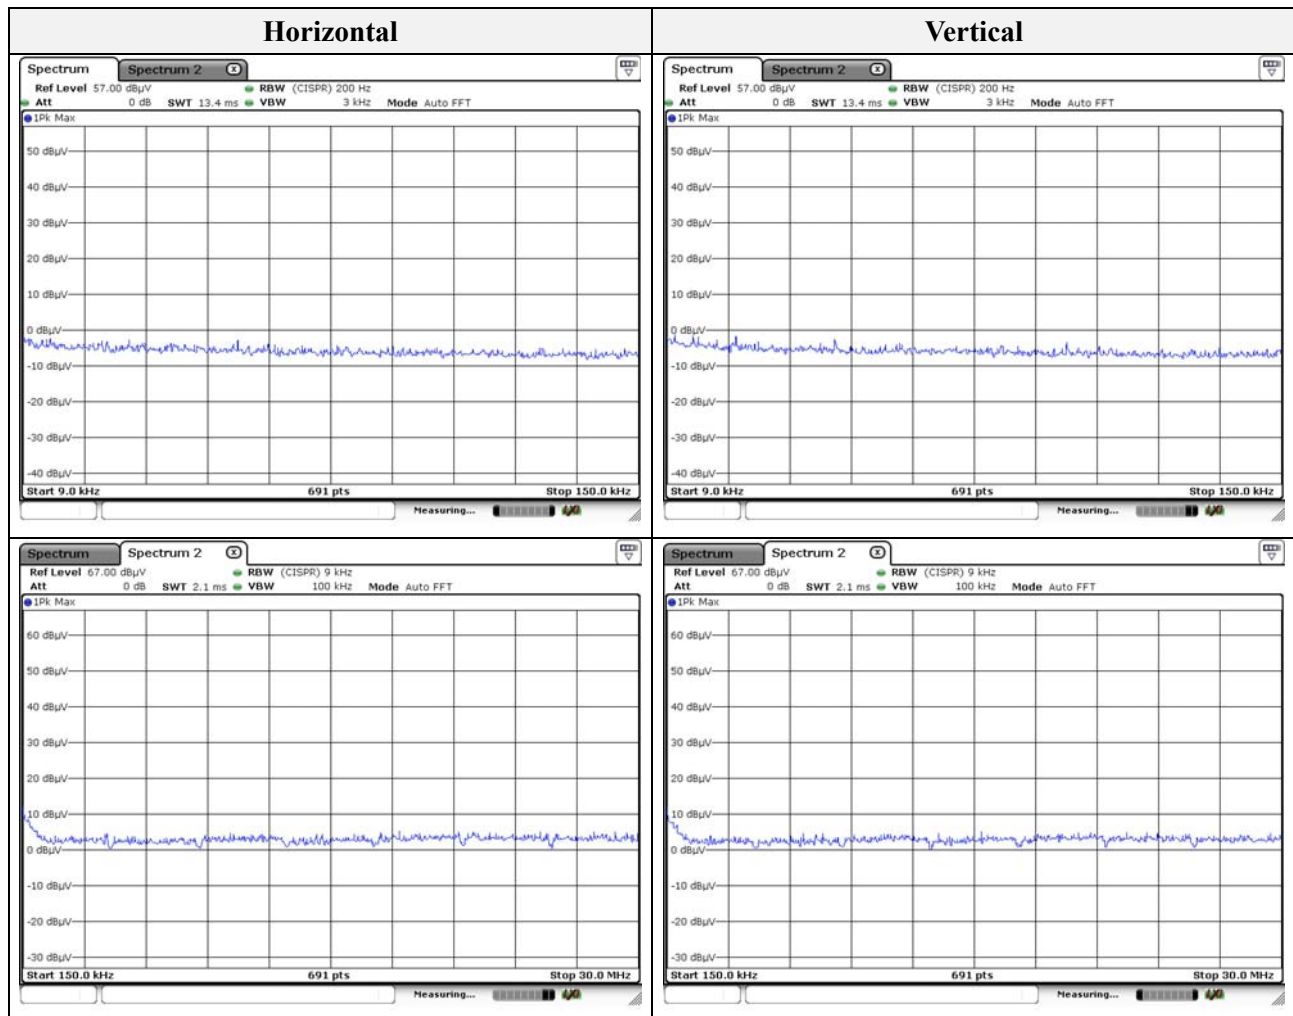 Horizontal
Vertical
Spectrum Spectrum 2 X
Ref Level 57.00 dBµV RBW (CISPR) 200 Hz
Att 0 dB SWT 13.4 ms VBW 3 kHz Mode Auto FFT
1Pk Max
50 dBµV
40 dBµV
30 dBµV
20 dBµV
10 dBµV
0 dBµV
-10 dBµV
-20 dBµV
-30 dBµV
-40 dBµV
Start 9.0 kHz 691 pts Stop 150.0 kHz
Measuring...
Spectrum Spectrum 2 X
Ref Level 57.00 dBµV RBW (CISPR) 200 Hz
Att 0 dB SWT 13.4 ms VBW 3 kHz Mode Auto FFT
1Pk Max
50 dBµV
40 dBµV
30 dBµV
20 dBµV
10 dBµV
0 dBµV
-10 dBµV
-20 dBµV
-30 dBµV
-40 dBµV
Start 9.0 kHz 691 pts Stop 150.0 kHz
Measuring...
Spectrum Spectrum 2 X
Ref Level 67.00 dBµV RBW (CISPR) 9 kHz
Att 0 dB SWT 2.1 ms VBW 100 kHz Mode Auto FFT
1Pk Max
60 dBµV
50 dBµV
40 dBµV
30 dBµV
20 dBµV
10 dBµV
0 dBµV
-10 dBµV
-20 dBµV
-30 dBµV
Start 150.0 kHz 691 pts Stop 30.0 MHz
Measuring...
Spectrum Spectrum 2 X
Ref Level 67.00 dBµV RBW (CISPR) 9 kHz
Att 0 dB SWT 2.1 ms VBW 100 kHz Mode Auto FFT
1Pk Max
60 dBµV
50 dBµV
40 dBµV
30 dBµV
20 dBµV
10 dBµV
0 dBµV
-10 dBµV
-20 dBµV
-30 dBµV
Start 150.0 kHz 691 pts Stop 30.0 MHz
Measuring...